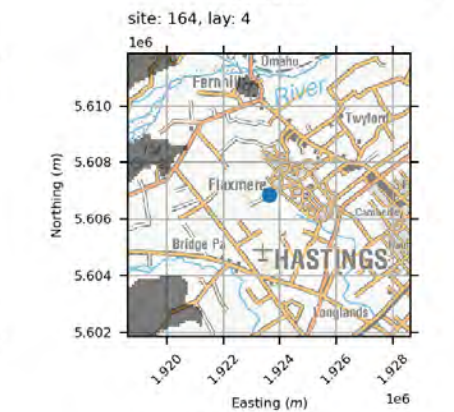 site: 164, lay: 4
1e6
Omahu
Fernhill
River
5.610
Twyford
5.608
Flaxmere
Northing (m)
5.606
Camberley
Bridge Pa
HASTINGS
5.604
Longlands
5.602
1.920
1.922
1.924
1.926
1.928
Easting (m)
1e6